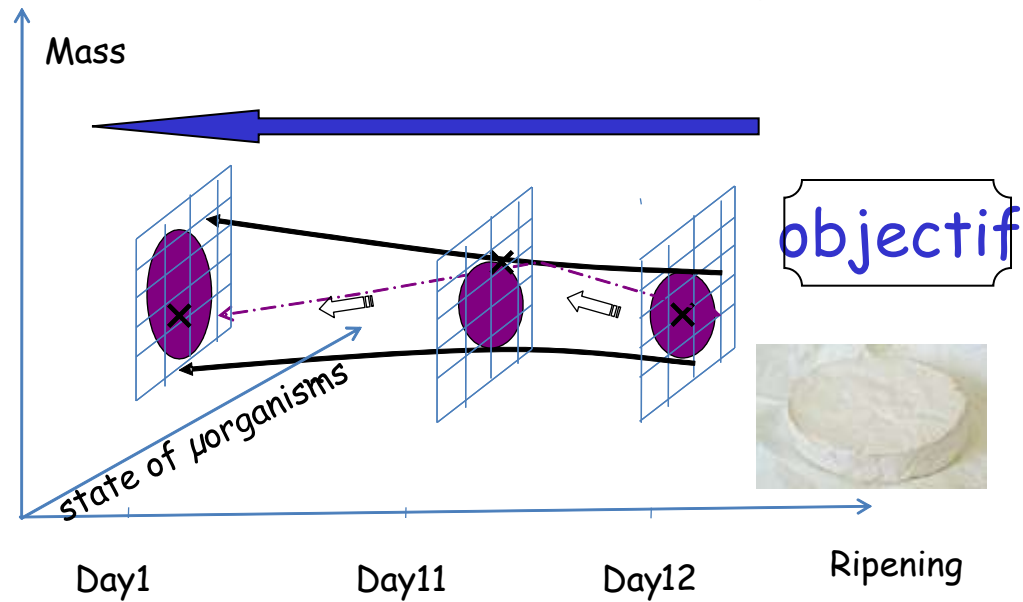 Mass
objectif
state of µorganisms
Day1
Day11
Day12
Ripening